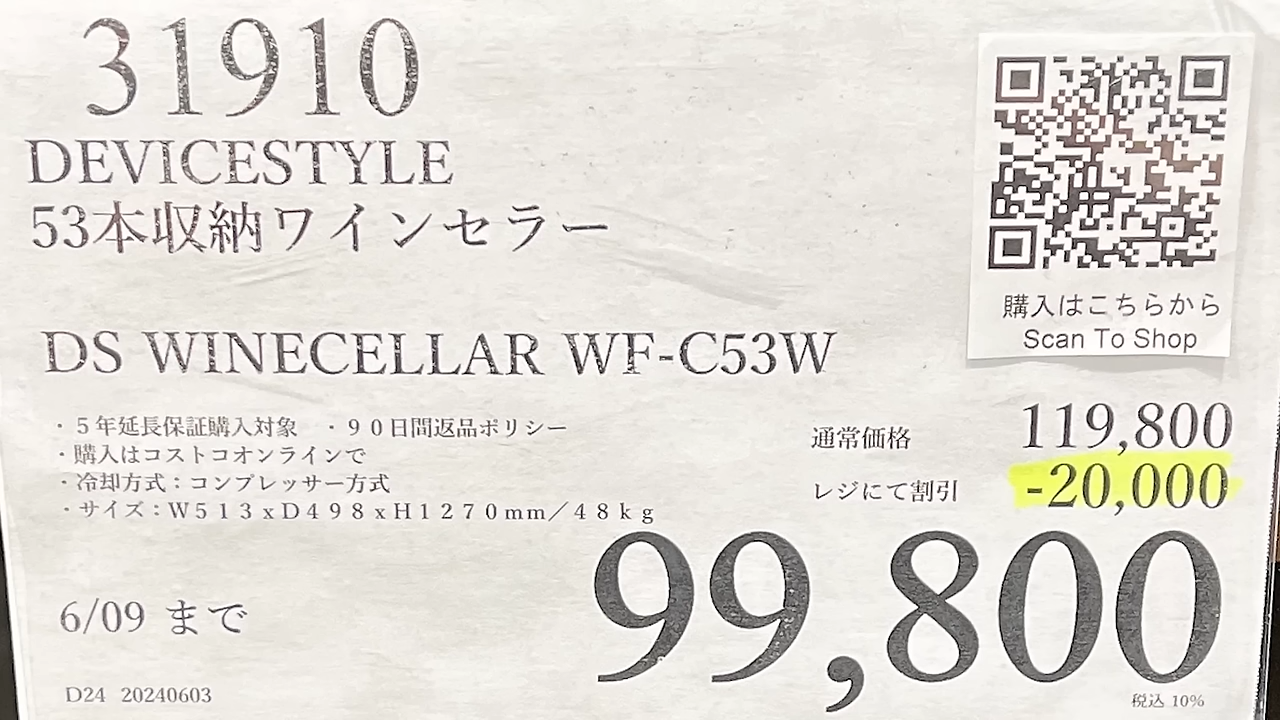 31910
DEVICESTYLE
53本収納ワインセラー
DS WINECELLAR WF-C53W
購入はこちらから
Scan To Shop
・５年延長保証購入対象　・９０日間返品ポリシー
・購入はコストコオンラインで
・冷却方式：コンプレッサー方式
・サイズ：Ｗ５１３ｘＤ４９８ｘＨ１２７０mm／４８ｋｇ
通常価格 119,800
レジにて割引 -20,000
99,800
6/09 まで
D24 20240603
税込 10%